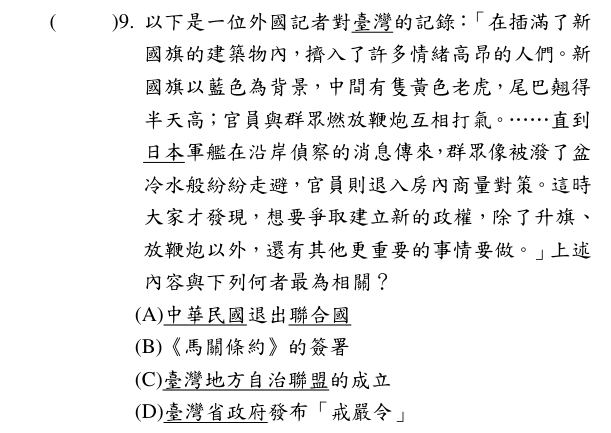 (　　)9. 以下是一位外國記者對臺灣的記錄：「在插滿了新
國旗的建築物內，擠入了許多情緒高昂的人們。新
國旗以藍色為背景，中間有隻黃色老虎，尾巴翹得
半天高；官員與群眾燃放鞭炮互相打氣。……直到
日本軍艦在沿岸偵察的消息傳來，群眾像被潑了盆
冷水般紛紛走避，官員則退入房內商量對策。這時
大家才發現，想要爭取建立新的政權，除了升旗、
放鞭炮以外，還有其他更重要的事情要做。」上述
內容與下列何者最為相關？
(A)中華民國退出聯合國
(B)《馬關條約》的簽署
(C)臺灣地方自治聯盟的成立
(D)臺灣省政府發布「戒嚴令」